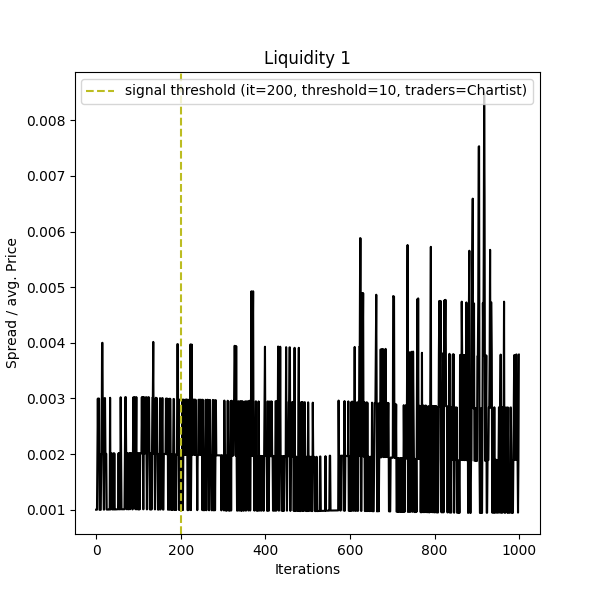 Liquidity 1
signal threshold (it=200, threshold=10, traders=Chartist)
Spread / avg. Price
0.008
0.007
0.006
0.005
0.004
0.003
0.002
0.001
0 200 400 600 800 1000
Iterations